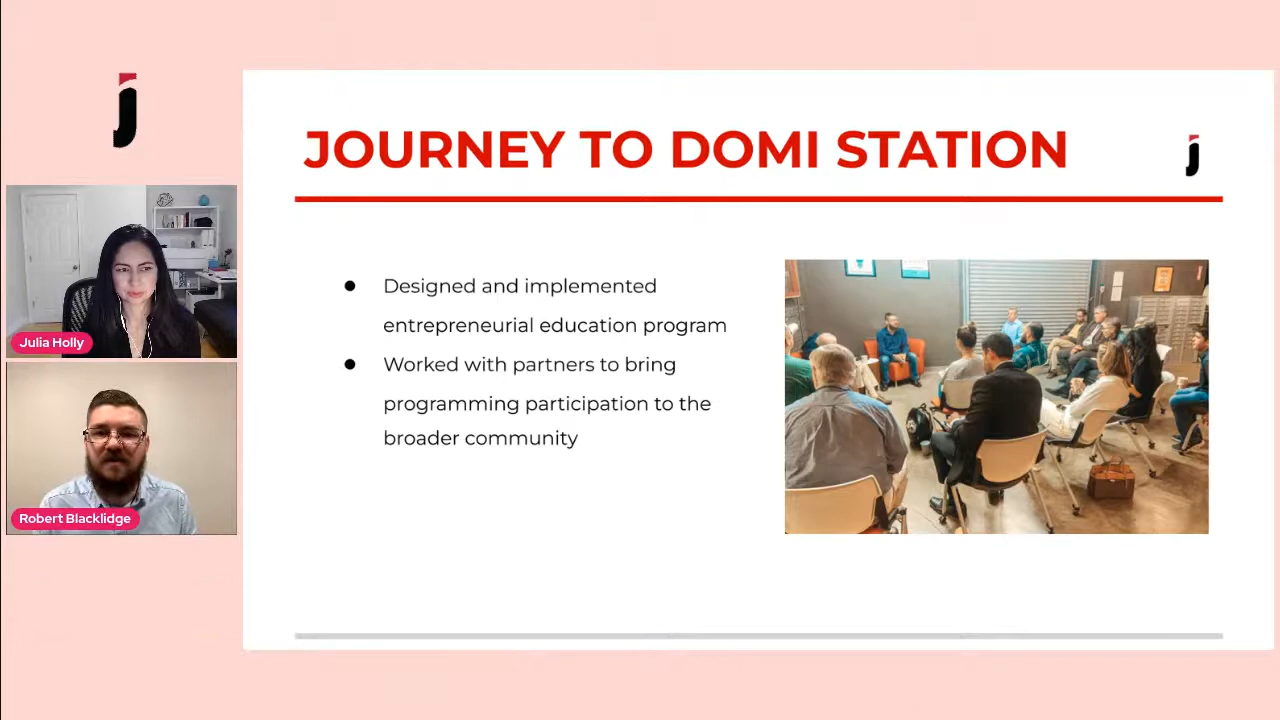 j
JOURNEY TO DOMI STATION
j
Julia Holly
Robert Blacklidge
● Designed and implemented
entrepreneurial education program
● Worked with partners to bring
programming participation to the
broader community